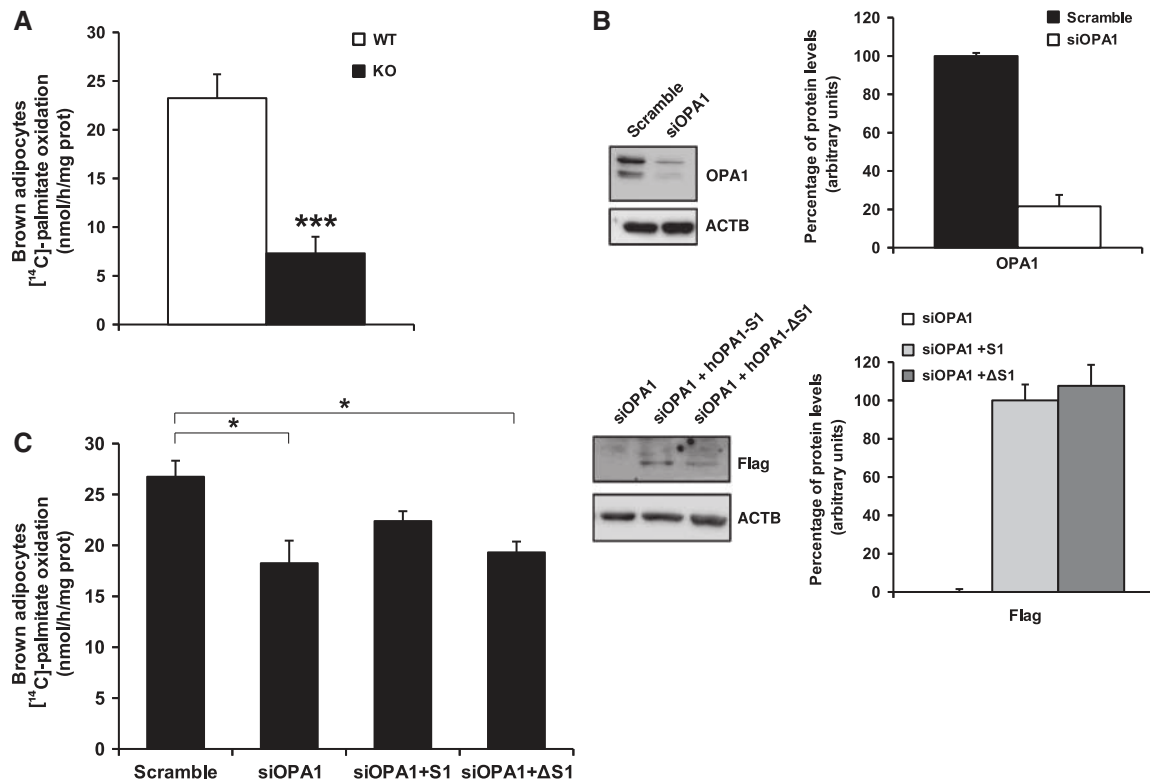 A
30
25
20
15
10
5
0
Brown adipocytes
[¹⁴C]-palmitate oxidation
(nmol/h/mg prot)
WT
KO
***
B
Scramble
siOPA1
OPA1
ACTB
Scramble
siOPA1
120
100
80
60
40
20
0
Percentage of protein levels
(arbitrary units)
OPA1
siOPA1
siOPA1 + hOPA1-S1
siOPA1 + hOPA1-ΔS1
Flag
ACTB
siOPA1
siOPA1 +S1
siOPA1 +ΔS1
120
100
80
60
40
20
0
Percentage of protein levels
(arbitrary units)
Flag
C
*
*
30
25
20
15
10
5
0
Brown adipocytes
[¹⁴C]-palmitate oxidation
(nmol/h/mg prot)
Scramble
siOPA1
siOPA1+S1
siOPA1+ΔS1